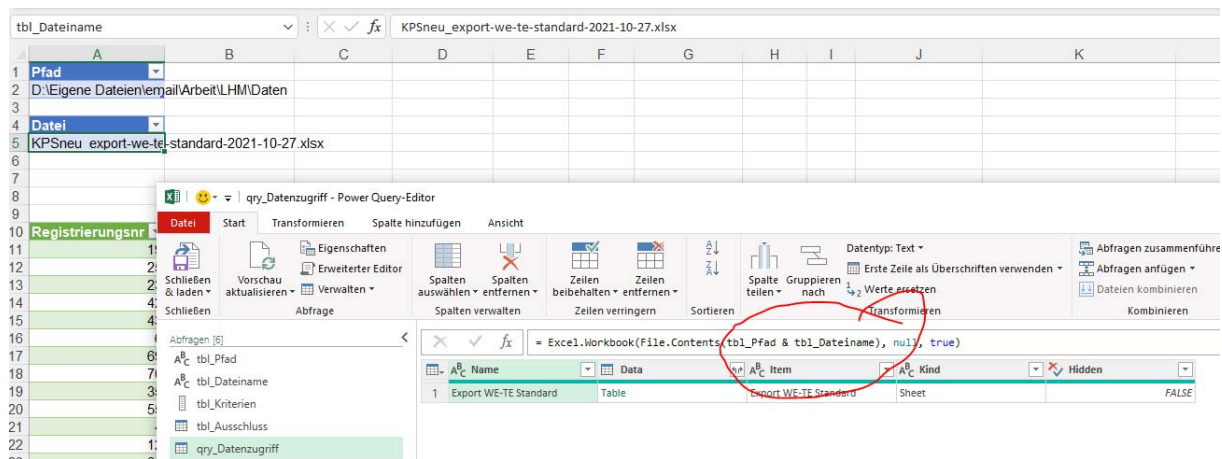 tbl_Dateiname fx KPSneu_export-we-te-standard-2021-10-27.xlsx
A B C D E F G H I J K
1 Pfad
2 D:\Eigene Dateien\email\Arbeit\LHM\Daten
3
4 Datei
5 KPSneu_export-we-te-standard-2021-10-27.xlsx
6
7
8
9
10 Registrierungsnr
11
12
13
14
15
16
17
18
19
20
21
22
qry_Datenzugriff - Power Query-Editor
Datei Start Transformieren Spalte hinzufügen Ansicht
Schließen & laden
Vorschau aktualisieren
Eigenschaften
Erweiterter Editor
Verwalten
Spalten auswählen
Spalten entfernen
Zeilen beibehalten
Zeilen entfernen
Spalte teilen
Gruppieren nach
Datentyp: Text
Erste Zeile als Überschriften verwenden
Werte ersetzen
Abfragen zusammenführe
Abfragen anfügen
Dateien kombinieren
Schließen Abfrage Spalten verwalten Zeilen verringern Sortieren Transformieren Kombinieren
Abfragen [6]
fx = Excel.Workbook(File.Contents(tbl_Pfad & tbl_Dateiname), null, true)
ABC tbl_Pfad
ABC tbl_Dateiname
tbl_Kriterien
tbl_Ausschluss
qry_Datenzugriff
ABC Name Data ABC Item ABC Kind Hidden
1 Export WE-TE Standard Table Export WE-TE Standard Sheet FALSE